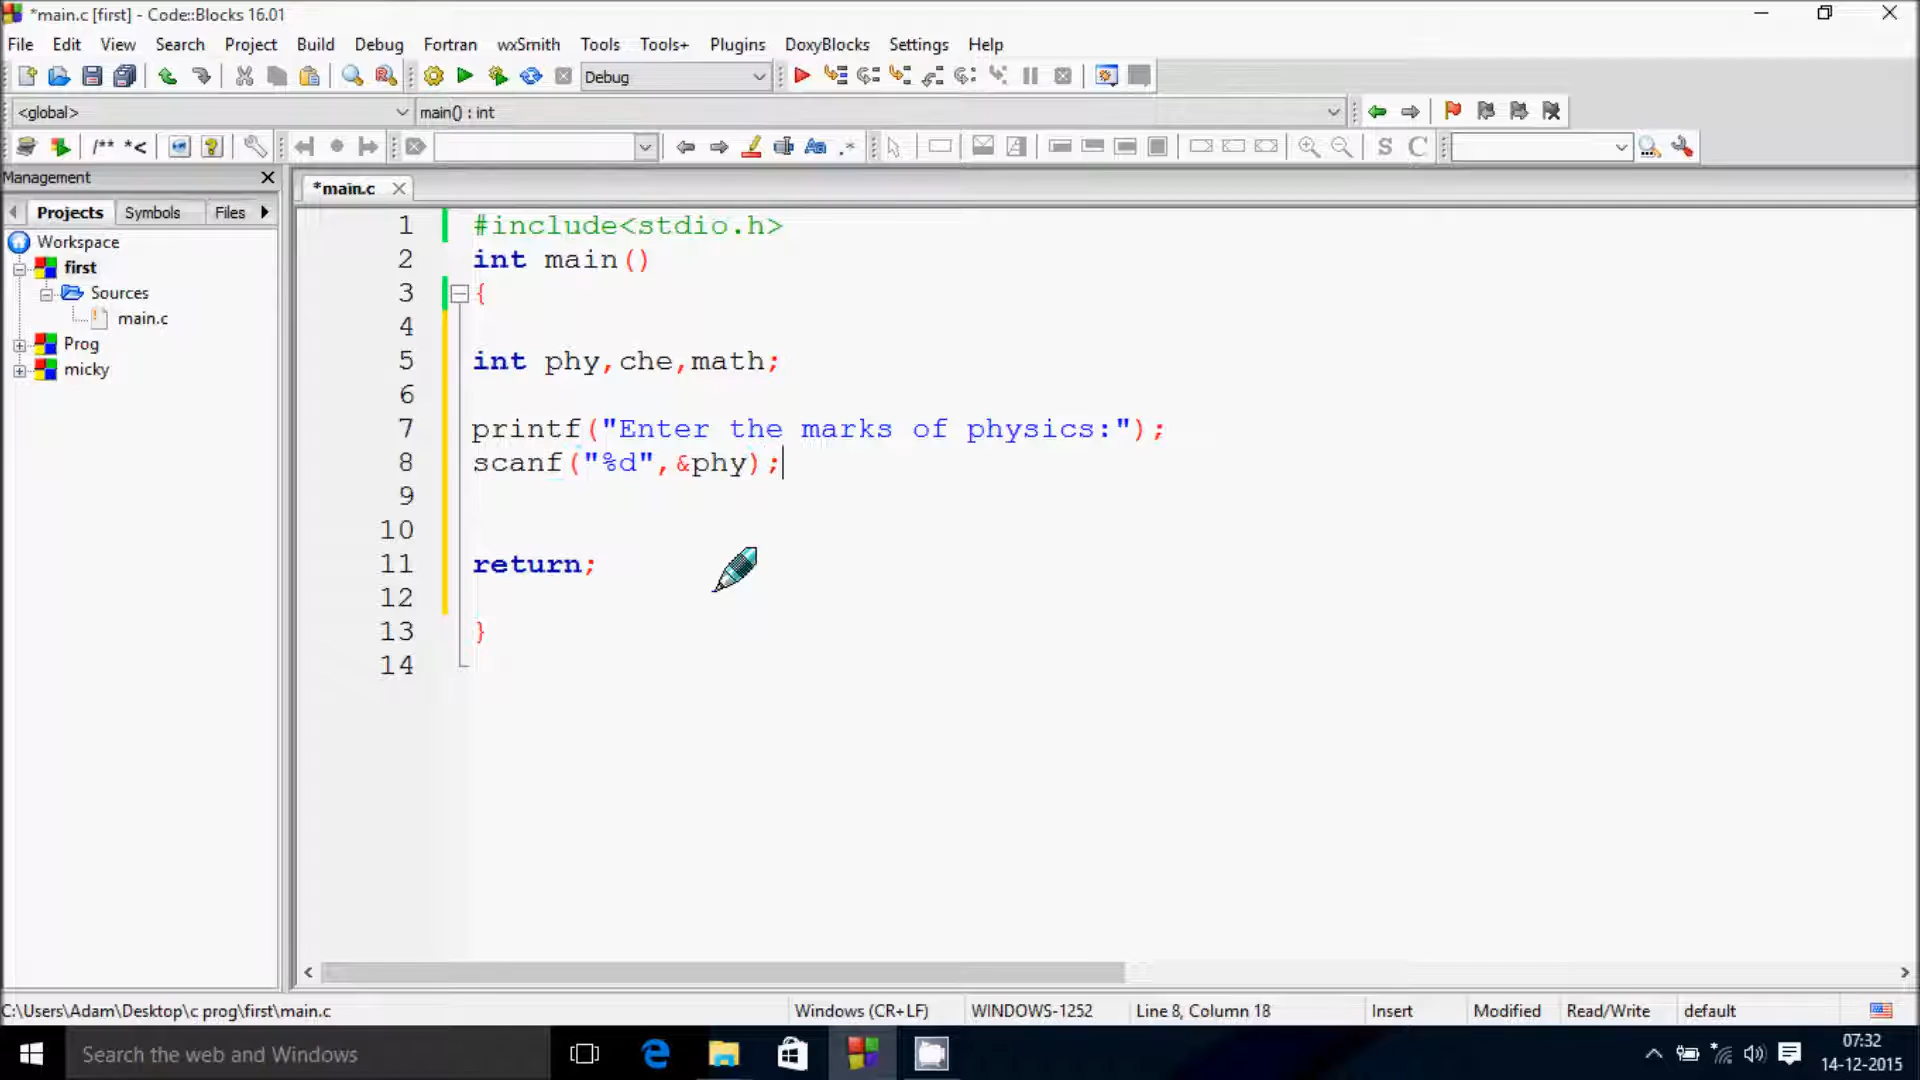 *main.c [first] - Code::Blocks 16.01
File Edit View Search Project Build Debug Fortran wxSmith Tools Tools+ Plugins DoxyBlocks Settings Help
Debug
<global> main() : int
/** *< S C
Management
Projects Symbols Files
*main.c
Workspace
first
Sources
main.c
Prog
micky
1 #include<stdio.h>
2 int main()
3 {
4
5 int phy,che,math;
6
7 printf("Enter the marks of physics:");
8 scanf("%d",&phy);
9
10
11 return;
12
13 }
14
C:\Users\Adam\Desktop\c prog\first\main.c Windows (CR+LF) WINDOWS-1252 Line 8, Column 18 Insert Modified Read/Write default
Search the web and Windows
07:32
14-12-2015